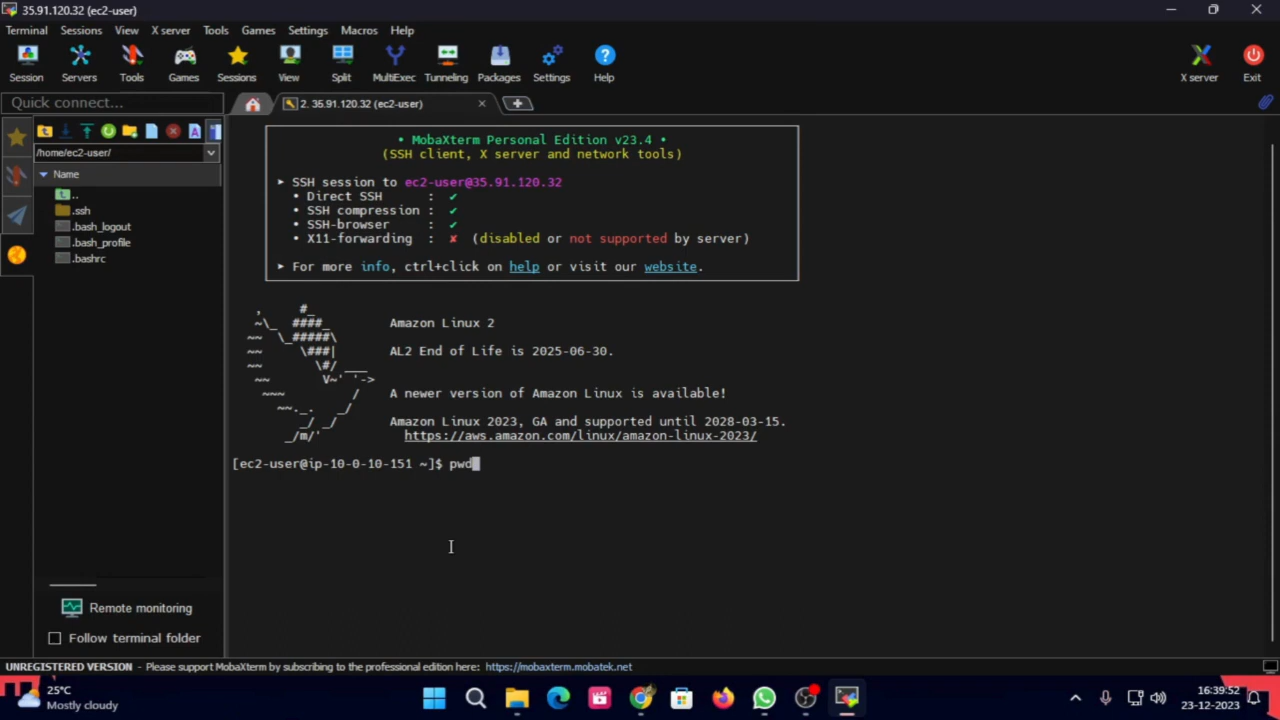 35.91.120.32 (ec2-user)
Terminal Sessions View X server Tools Games Settings Macros Help
Session Servers Tools Games Sessions View Split MultiExec Tunneling Packages Settings Help X server Exit
Quick connect...
2. 35.91.120.32 (ec2-user)
/home/ec2-user/
Name
..
.ssh
.bash_logout
.bash_profile
.bashrc
• MobaXterm Personal Edition v23.4 •
(SSH client, X server and network tools)
► SSH session to ec2-user@35.91.120.32
• Direct SSH : ✔
• SSH compression : ✔
• SSH-browser : ✔
• X11-forwarding : ✘ (disabled or not supported by server)
► For more info, ctrl+click on help or visit our website.
, #_
~\_ ####_ Amazon Linux 2
~~ \_#####\
~~ \###| AL2 End of Life is 2025-06-30.
~~ \#/ ___
~~ V~' '->
~~~ / A newer version of Amazon Linux is available!
~~._. _/
_/ _/ Amazon Linux 2023, GA and supported until 2028-03-15.
_/m/' https://aws.amazon.com/linux/amazon-linux-2023/
[ec2-user@ip-10-0-10-151 ~]$ pwd
Remote monitoring
Follow terminal folder
UNREGISTERED VERSION - Please support MobaXterm by subscribing to the professional edition here: https://mobaxterm.mobatek.net
25°C
Mostly cloudy
16:39:52
23-12-2023